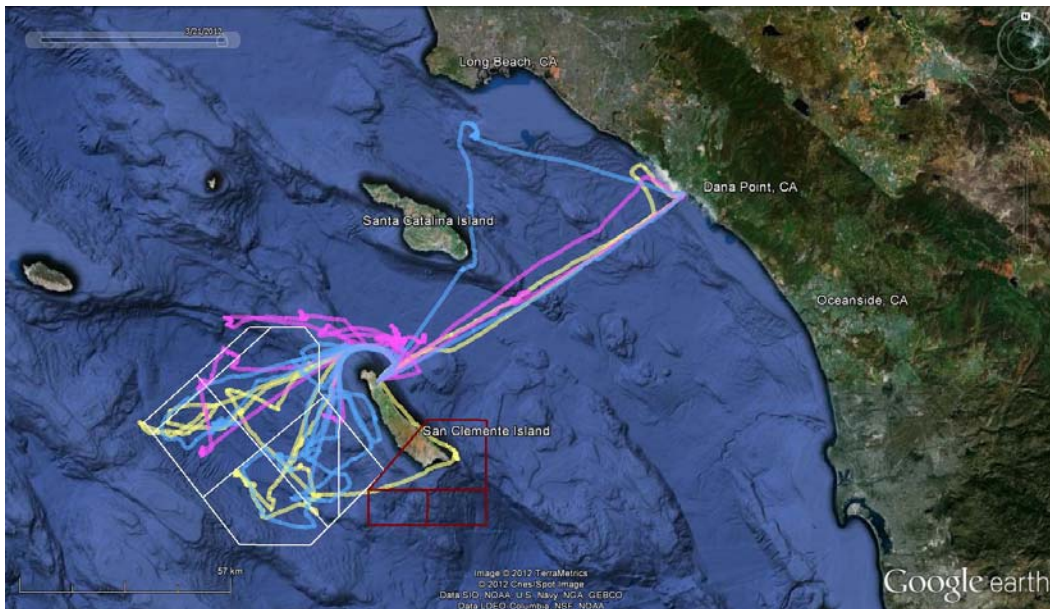 Long Beach, CA
Dana Point, CA
Santa Catalina Island
Oceanside, CA
San Clemente Island
57 km
Image © 2012 TerraMetrics
© 2012 Cnes/Spot Image
Data SIO, NOAA, U.S. Navy, NGA, GEBCO
Data LDEO-Columbia, NSF, NOAA
Google earth
N